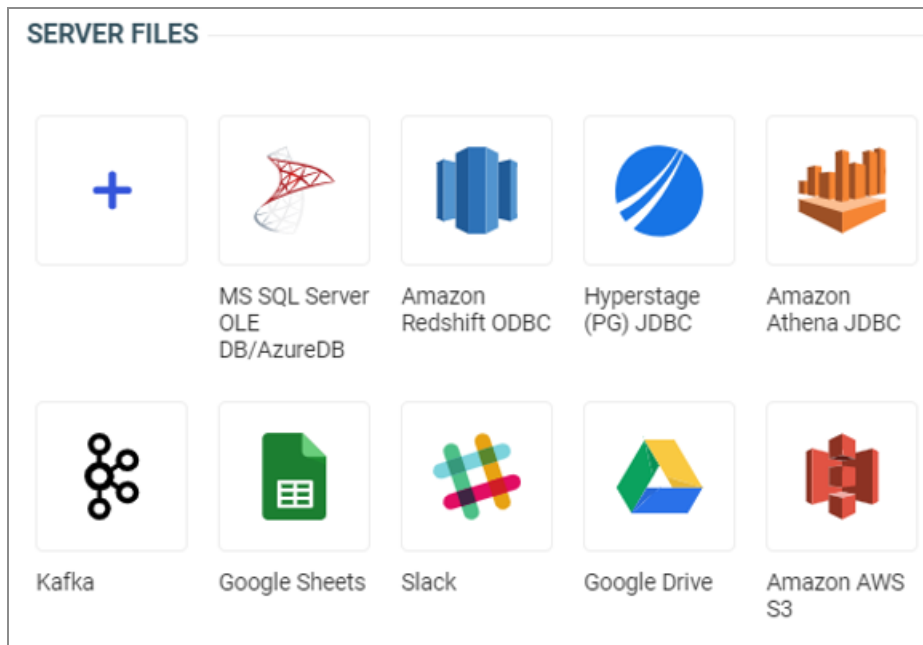 SERVER FILES
MS SQL Server
OLE
DB/AzureDB
Amazon
Redshift ODBC
Hyperstage
(PG) JDBC
Amazon
Athena JDBC
Kafka
Google Sheets
Slack
Google Drive
Amazon AWS
S3